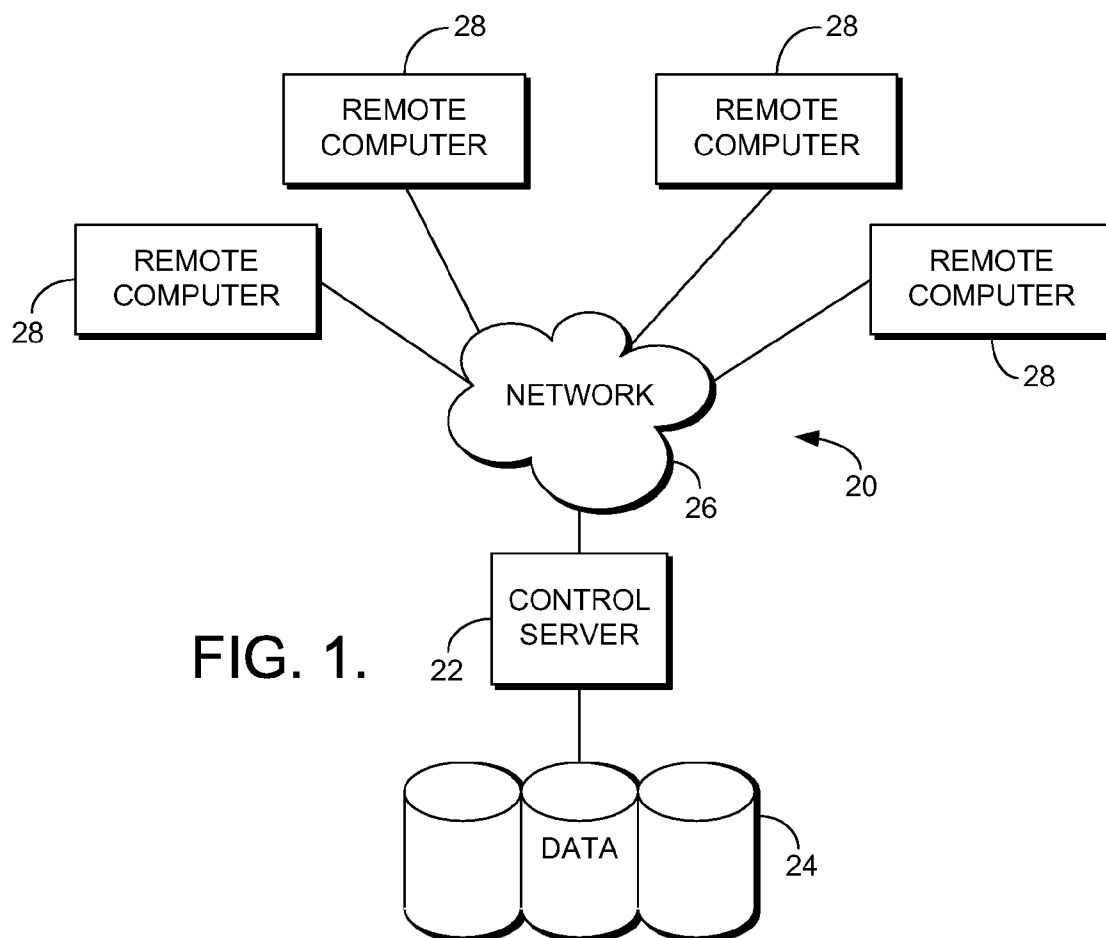 28
28
REMOTE
COMPUTER
REMOTE
COMPUTER
REMOTE
COMPUTER
REMOTE
COMPUTER
28
28
NETWORK
20
26
CONTROL
SERVER
22
FIG. 1.
DATA
24